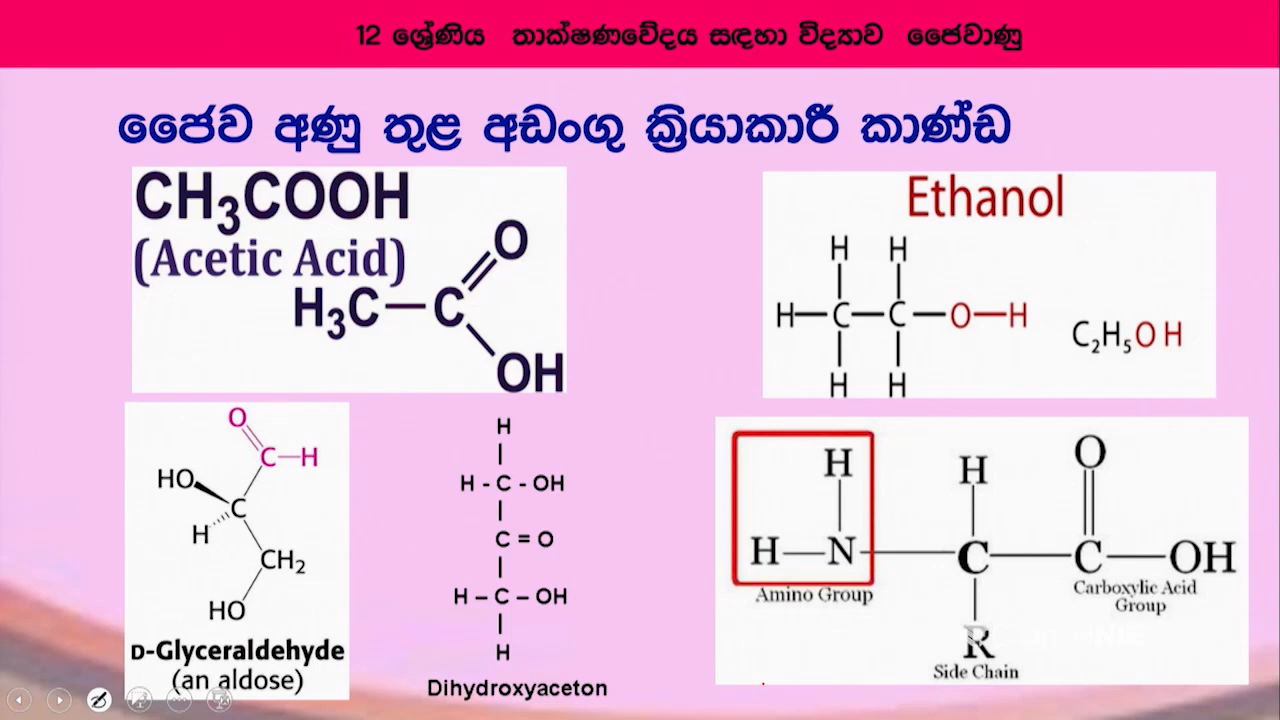 12 ශ්‍රේණිය තාක්ෂණවේදය සඳහා විද්‍යාව ජෛවාණු
ජෛව අණු තුළ අඩංගු ක්‍රියාකාරී කාණ්ඩ
CH₃COOH
(Acetic Acid)
O
H₃C C
OH
Ethanol
H H
H C C O H
C₂H₅OH
H H
O
C H
HO
C
H
CH₂
HO
D-Glyceraldehyde
(an aldose)
H
H - C - OH
C = O
H – C – OH
H
Dihydroxyaceton
H H O
H N C C OH
Amino Group
Carboxylic Acid
Group
R
Side Chain